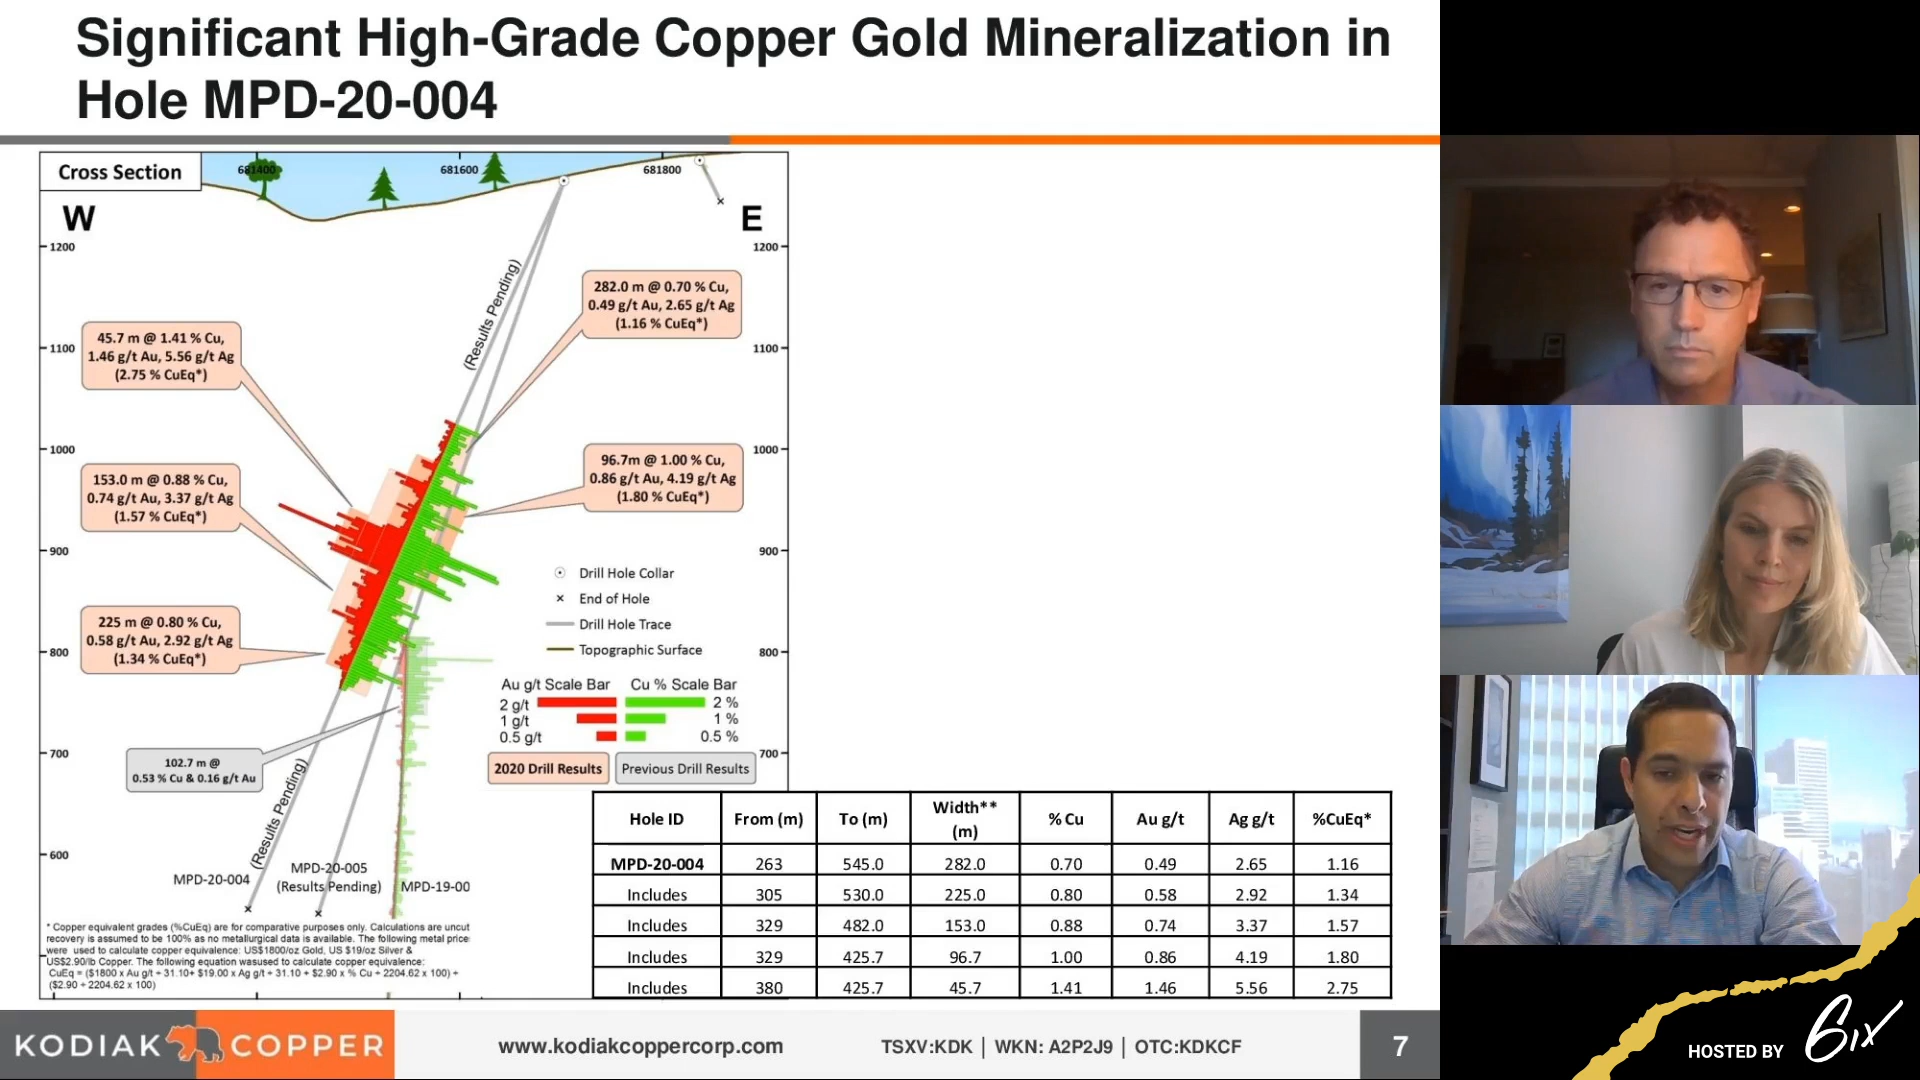 Significant High-Grade Copper Gold Mineralization in
Hole MPD-20-004
Cross Section
681400
681600
681800
W
E
1200
1200
(Results Pending)
282.0 m @ 0.70 % Cu,
0.49 g/t Au, 2.65 g/t Ag
(1.16 % CuEq*)
45.7 m @ 1.41 % Cu,
1.46 g/t Au, 5.56 g/t Ag
(2.75 % CuEq*)
1100
1100
1000
1000
96.7m @ 1.00 % Cu,
0.86 g/t Au, 4.19 g/t Ag
(1.80 % CuEq*)
153.0 m @ 0.88 % Cu,
0.74 g/t Au, 3.37 g/t Ag
(1.57 % CuEq*)
900
900
Drill Hole Collar
End of Hole
Drill Hole Trace
Topographic Surface
225 m @ 0.80 % Cu,
0.58 g/t Au, 2.92 g/t Ag
(1.34 % CuEq*)
800
800
Au g/t Scale Bar Cu % Scale Bar
2 g/t 2 %
1 g/t 1 %
0.5 g/t 0.5 %
700
700
2020 Drill Results Previous Drill Results
102.7 m @
0.53 % Cu & 0.16 g/t Au
(Results Pending)
600
MPD-20-004
MPD-20-005
(Results Pending)
MPD-19-00
* Copper equivalent grades (%CuEq) are for comparative purposes only. Calculations are uncut
recovery is assumed to be 100% as no metallurgical data is available. The following metal price
were used to calculate copper equivalence: US$1800/oz Gold, US $19/oz Silver &
US$2.90/lb Copper. The following equation wasused to calculate copper equivalence:
CuEq = ($1800 x Au g/t ÷ 31.10+ $19.00 x Ag g/t ÷ 31.10 + $2.90 x % Cu ÷ 2204.62 x 100) ÷
($2.90 ÷ 2204.62 x 100)
Hole ID From (m) To (m) Width** (m) % Cu Au g/t Ag g/t %CuEq*
MPD-20-004 263 545.0 282.0 0.70 0.49 2.65 1.16
Includes 305 530.0 225.0 0.80 0.58 2.92 1.34
Includes 329 482.0 153.0 0.88 0.74 3.37 1.57
Includes 329 425.7 96.7 1.00 0.86 4.19 1.80
Includes 380 425.7 45.7 1.41 1.46 5.56 2.75
KODIAK COPPER
www.kodiakcoppercorp.com
TSXV:KDK | WKN: A2P2J9 | OTC:KDKCF
7
HOSTED BY 6ix